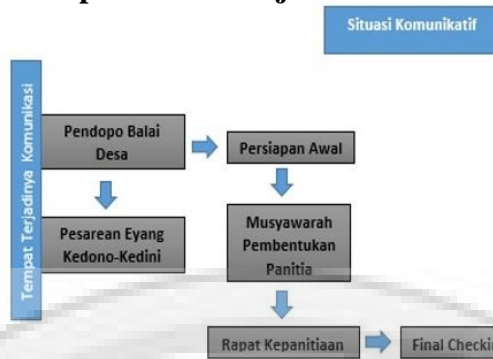 Situasi Komunikatif
Tempat Terjadinya Komunikasi
Pendopo Balai
Desa
Persiapan Awal
Pesarean Eyang
Kedono-Kedini
Musyawarah
Pembentukan
Panitia
Rapat Kepanitiaan
Final Checkin